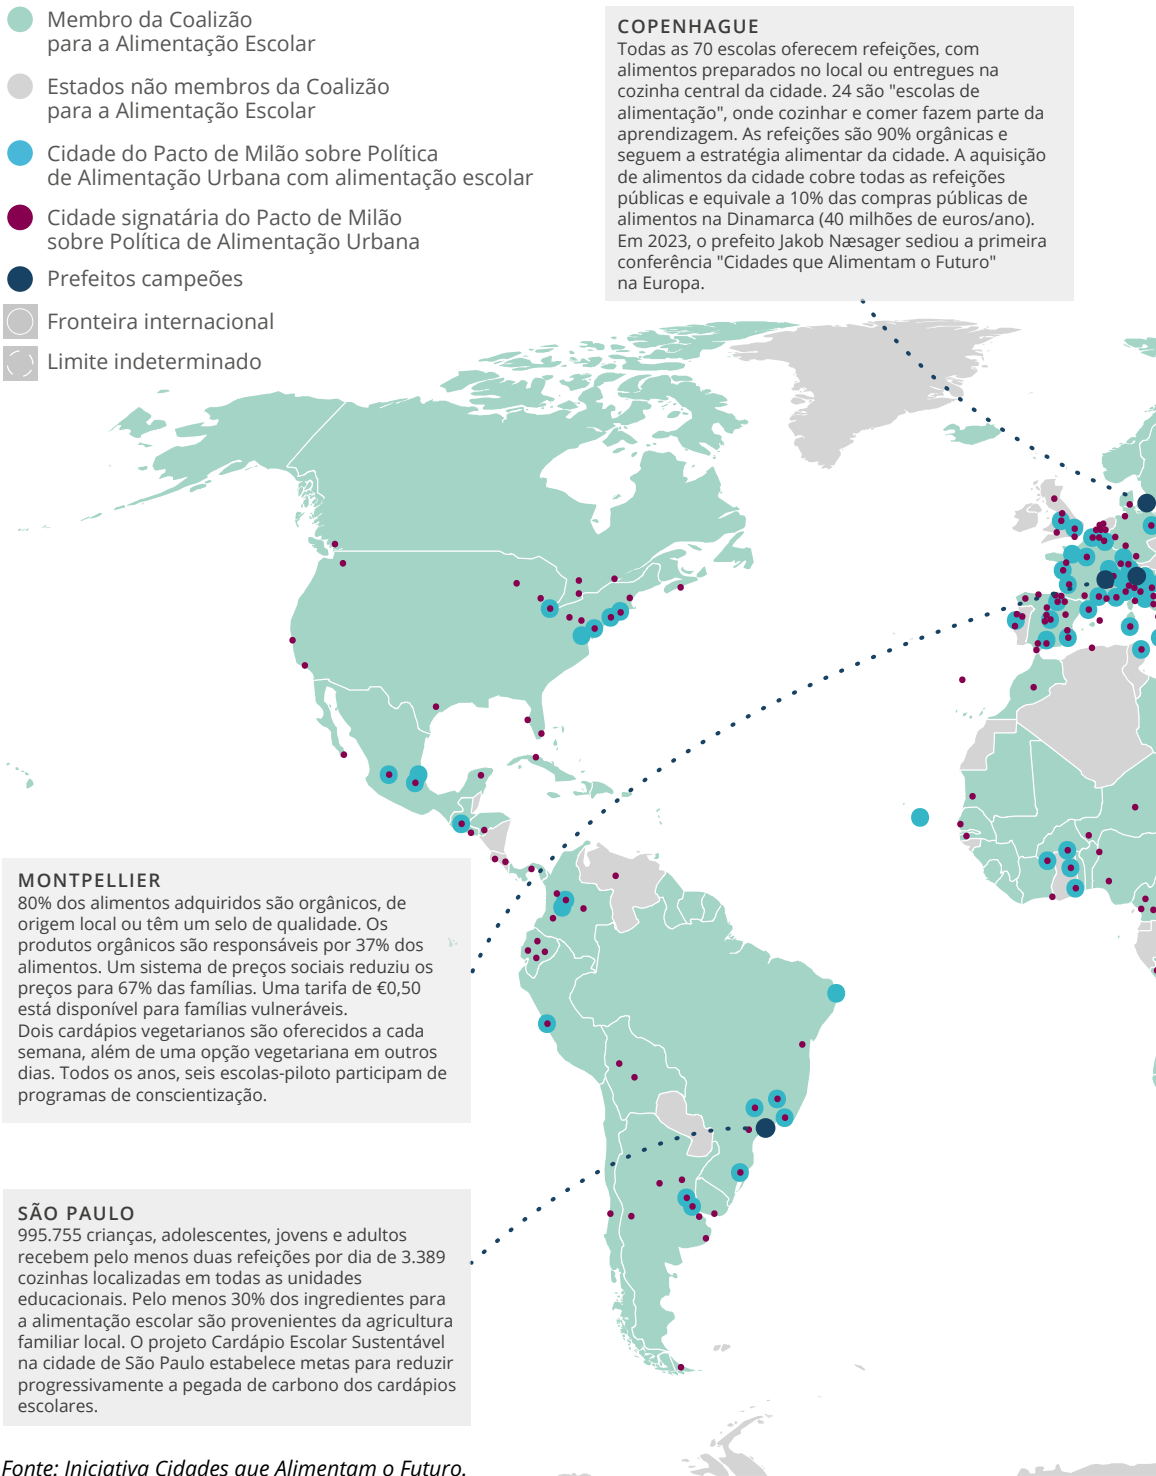 Membro da Coalizão
para a Alimentação Escolar
Estados não membros da Coalizão
para a Alimentação Escolar
Cidade do Pacto de Milão sobre Política
de Alimentação Urbana com alimentação escolar
Cidade signatária do Pacto de Milão
sobre Política de Alimentação Urbana
Prefeitos campeões
Fronteira internacional
Limite indeterminado
COPENHAGUE
Todas as 70 escolas oferecem refeições, com
alimentos preparados no local ou entregues na
cozinha central da cidade. 24 são "escolas de
alimentação", onde cozinhar e comer fazem parte da
aprendizagem. As refeições são 90% orgânicas e
seguem a estratégia alimentar da cidade. A aquisição
de alimentos da cidade cobre todas as refeições
públicas e equivale a 10% das compras públicas de
alimentos na Dinamarca (40 milhões de euros/ano).
Em 2023, o prefeito Jakob Næsager sediou a primeira
conferência "Cidades que Alimentam o Futuro"
na Europa.
MONTPELLIER
80% dos alimentos adquiridos são orgânicos, de
origem local ou têm um selo de qualidade. Os
produtos orgânicos são responsáveis por 37% dos
alimentos. Um sistema de preços sociais reduziu os
preços para 67% das famílias. Uma tarifa de €0,50
está disponível para famílias vulneráveis.
Dois cardápios vegetarianos são oferecidos a cada
semana, além de uma opção vegetariana em outros
dias. Todos os anos, seis escolas-piloto participam de
programas de conscientização.
SÃO PAULO
995.755 crianças, adolescentes, jovens e adultos
recebem pelo menos duas refeições por dia de 3.389
cozinhas localizadas em todas as unidades
educacionais. Pelo menos 30% dos ingredientes para
a alimentação escolar são provenientes da agricultura
familiar local. O projeto Cardápio Escolar Sustentável
na cidade de São Paulo estabelece metas para reduzir
progressivamente a pegada de carbono dos cardápios
escolares.
Fonte: Iniciativa Cidades que Alimentam o Futuro.